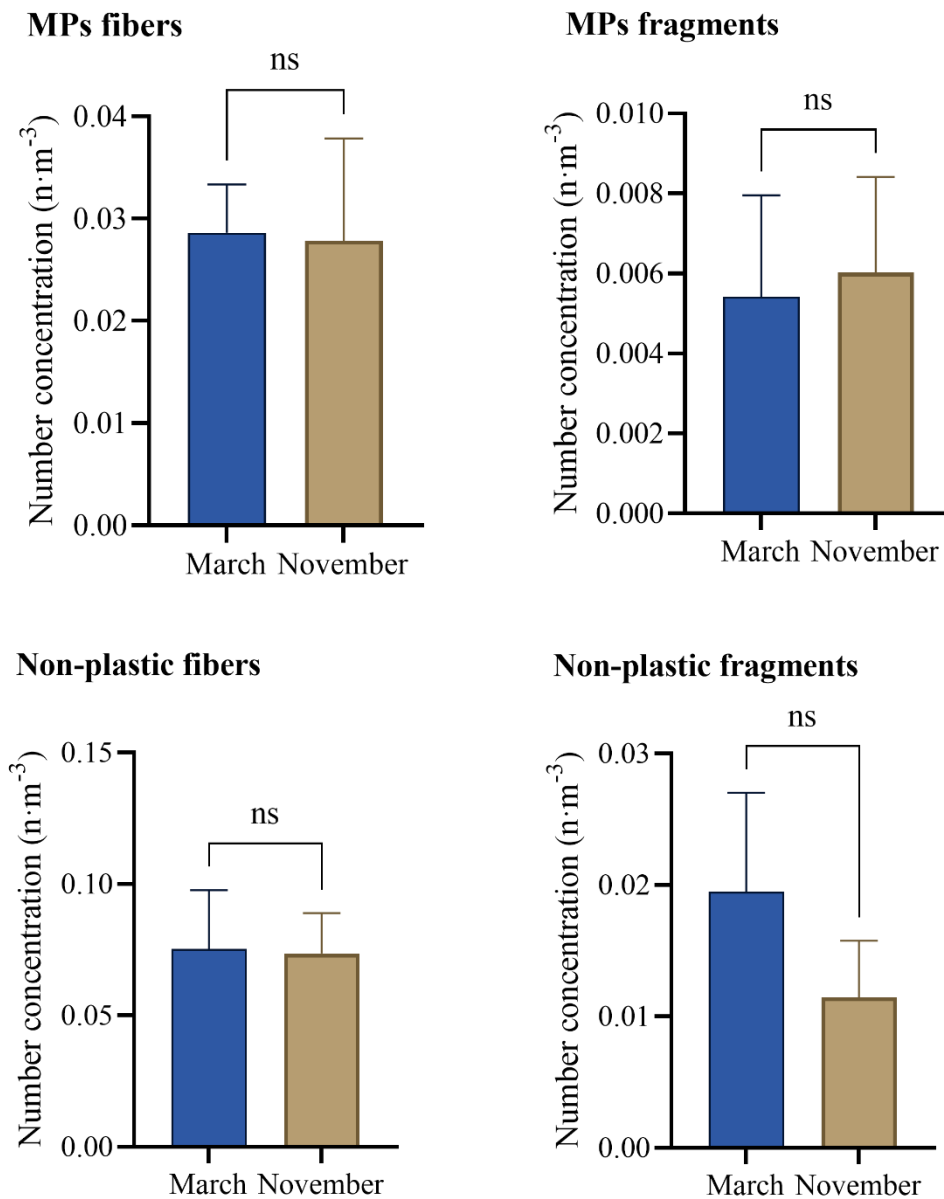 MPs fibers
ns
Number concentration (n·m⁻³)
0.04
0.03
0.02
0.01
0.00
March November
MPs fragments
ns
Number concentration (n·m⁻³)
0.010
0.008
0.006
0.004
0.002
0.000
March November
Non-plastic fibers
ns
Number concentration (n·m⁻³)
0.15
0.10
0.05
0.00
March November
Non-plastic fragments
ns
Number concentration (n·m⁻³)
0.03
0.02
0.01
0.00
March November